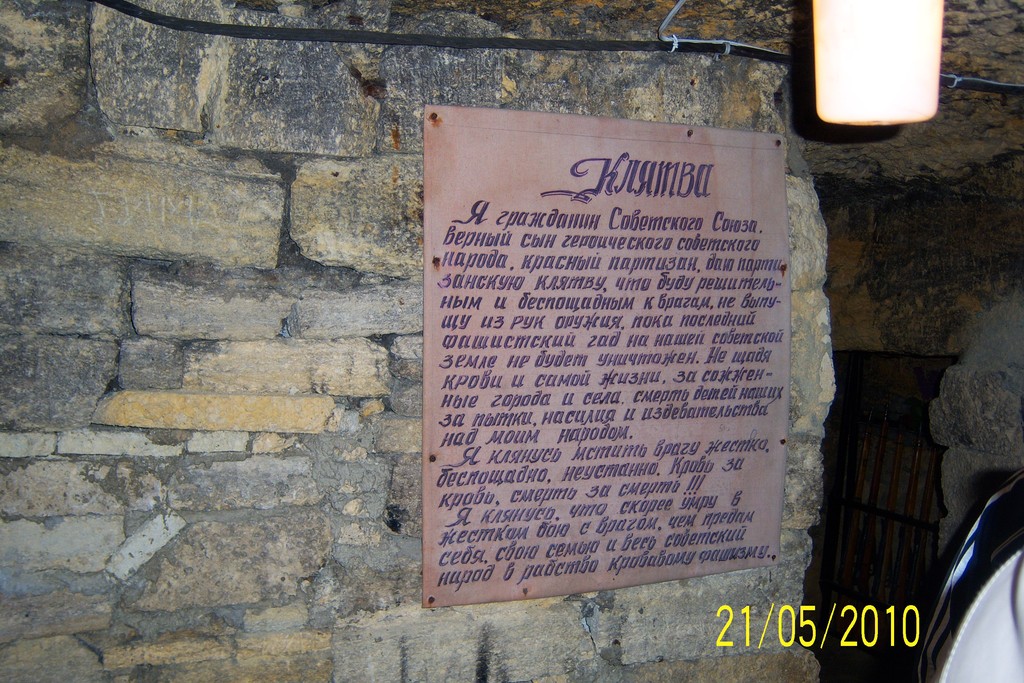 Клятва
Я гражданин Советского Союза,
верный сын героического советского
народа, красный партизан, даю парти
занскую клятву, что буду решитель-
ным и беспощадным к врагам, не выпу-
щу из рук оружия, пока последний
фашистский гад на нашей советской
земле не будет уничтожен. Не щадя
крови и самой жизни, за сожжен-
ные города и села, смерть детей наших
за пытки, насилия и издевательства
над моим народом.
Я клянусь мстить врагу жестко,
беспощадно, неустанно. Кровь за
кровь, смерть за смерть!!!
Я клянусь, что скорее умру в
жестком бою с врагом, чем предам
себя, свою семью и весь советский
народ в рабство кровавому фашизму..
21/05/2010